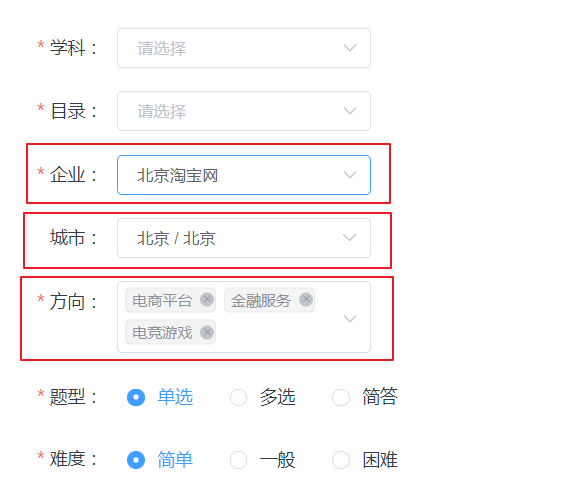 * 学科： 请选择
* 目录： 请选择
* 企业： 北京淘宝网
城市： 北京 / 北京
* 方向： 电商平台 金融服务
电竞游戏
* 题型： 单选 多选 简答
* 难度： 简单 一般 困难